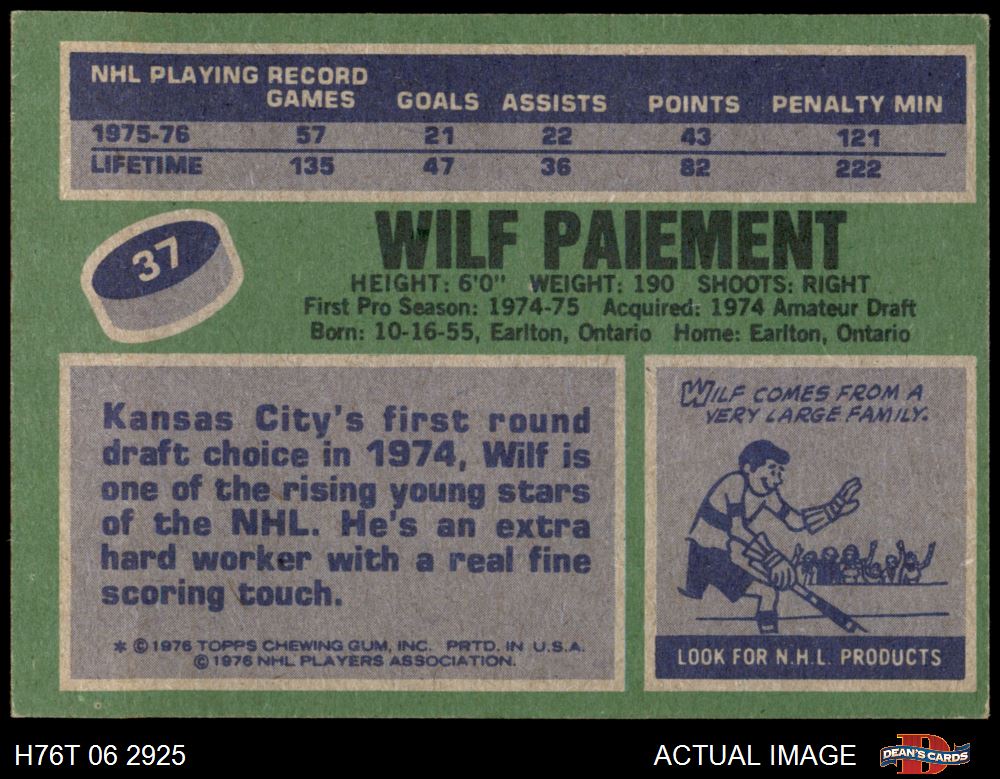 NHL PLAYING RECORD
GAMES GOALS ASSISTS POINTS PENALTY MIN
1975-76 57 21 22 43 121
LIFETIME 135 47 36 82 222
37
WILF PAIEMENT
HEIGHT: 6'0" WEIGHT: 190 SHOOTS: RIGHT
First Pro Season: 1974-75 Acquired: 1974 Amateur Draft
Born: 10-16-55, Earlton, Ontario Home: Earlton, Ontario
Kansas City's first round
draft choice in 1974, Wilf is
one of the rising young stars
of the NHL. He's an extra
hard worker with a real fine
scoring touch.
* © 1976 TOPPS CHEWING GUM, INC. PRTD. IN U.S.A.
© 1976 NHL PLAYERS ASSOCIATION.
WILF COMES FROM A
VERY LARGE FAMILY.
LOOK FOR N.H.L. PRODUCTS
H76T 06 2925
ACTUAL IMAGE
D
DEAN'S CARDS